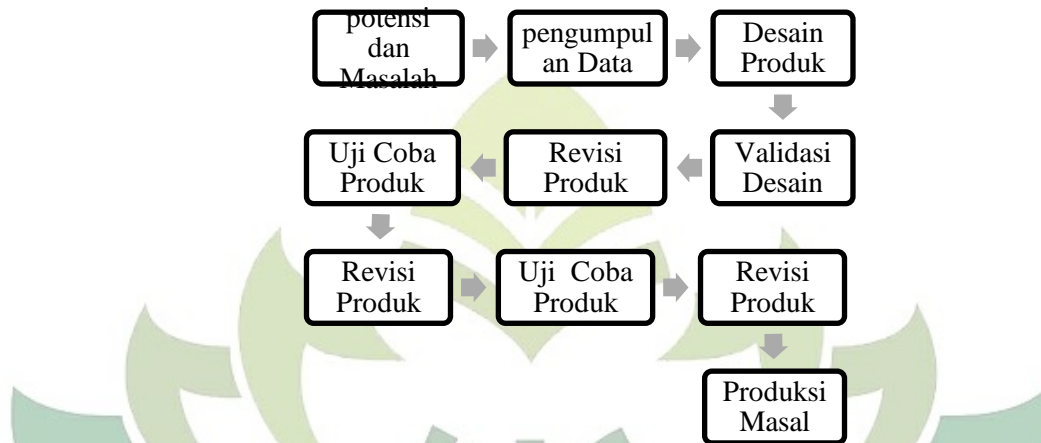 potensi
dan
Masalah
pengumpul
an Data
Desain
Produk
Validasi
Desain
Revisi
Produk
Uji Coba
Produk
Revisi
Produk
Uji Coba
Produk
Revisi
Produk
Produksi
Masal